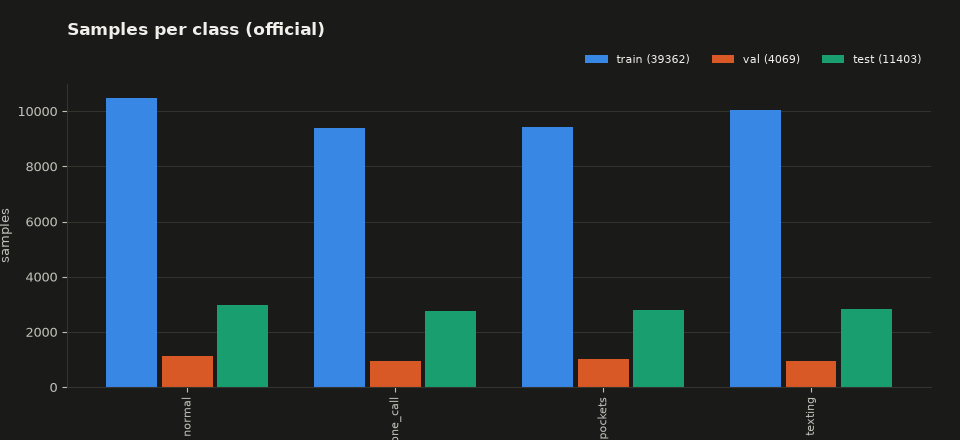 Samples per class (official)
train (39362) val (4069) test (11403)
10000
8000
6000
4000
2000
0
samples
normal
one_call
pockets
texting